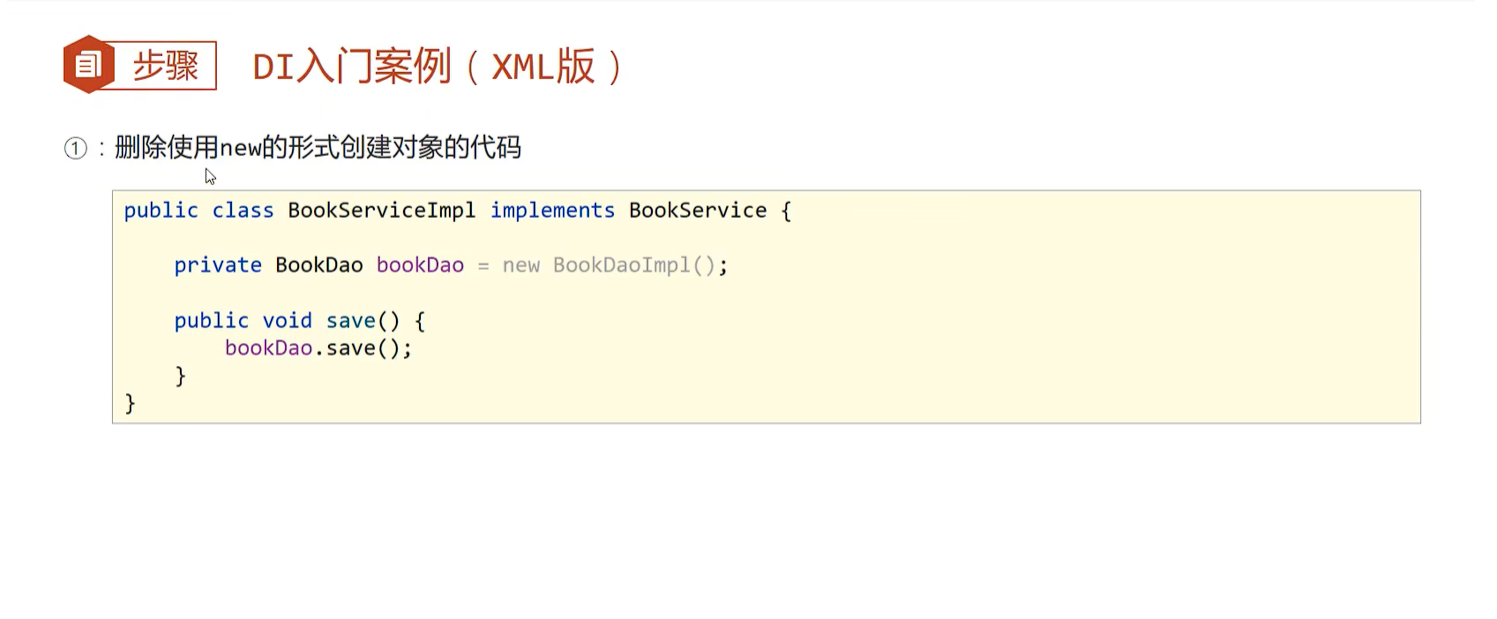 步骤 DI入门案例（XML版）
①：删除使用new的形式创建对象的代码
public class BookServiceImpl implements BookService {
    private BookDao bookDao = new BookDaoImpl();
    public void save() {
        bookDao.save();
    }
}